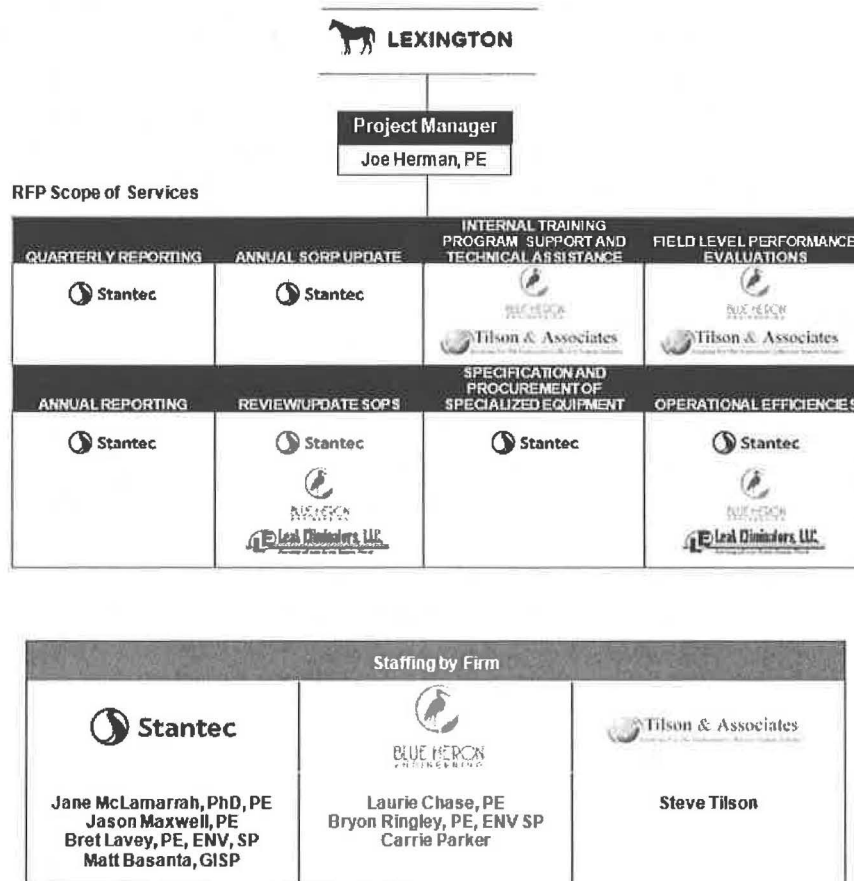 LEXINGTON
Project Manager
Joe Herman, PE
RFP Scope of Services
QUARTERLY REPORTING
ANNUAL SORP UPDATE
INTERNAL TRAINING
PROGRAM SUPPORT AND
TECHNICAL ASSISTANCE
FIELD LEVEL PERFORMANCE
EVALUATIONS
Stantec
Stantec
BLUE HERON
ENGINEERING
Tilson & Associates
BLUE HERON
ENGINEERING
Tilson & Associates
ANNUAL REPORTING
REVIEW/UPDATE SOPS
SPECIFICATION AND
PROCUREMENT OF
SPECIALIZED EQUIPMENT
OPERATIONAL EFFICIENCIES
Stantec
Stantec
BLUE HERON
Leak Eliminators, LLC
Stantec
Stantec
BLUE HERON
Leak Eliminators, LLC
Staffing by Firm
Stantec
Jane McLamarrah, PhD, PE
Jason Maxwell, PE
Bret Lavey, PE, ENV, SP
Matt Basanta, GISP
BLUE HERON
ENGINEERING
Laurie Chase, PE
Bryon Ringley, PE, ENV SP
Carrie Parker
Tilson & Associates
Steve Tilson